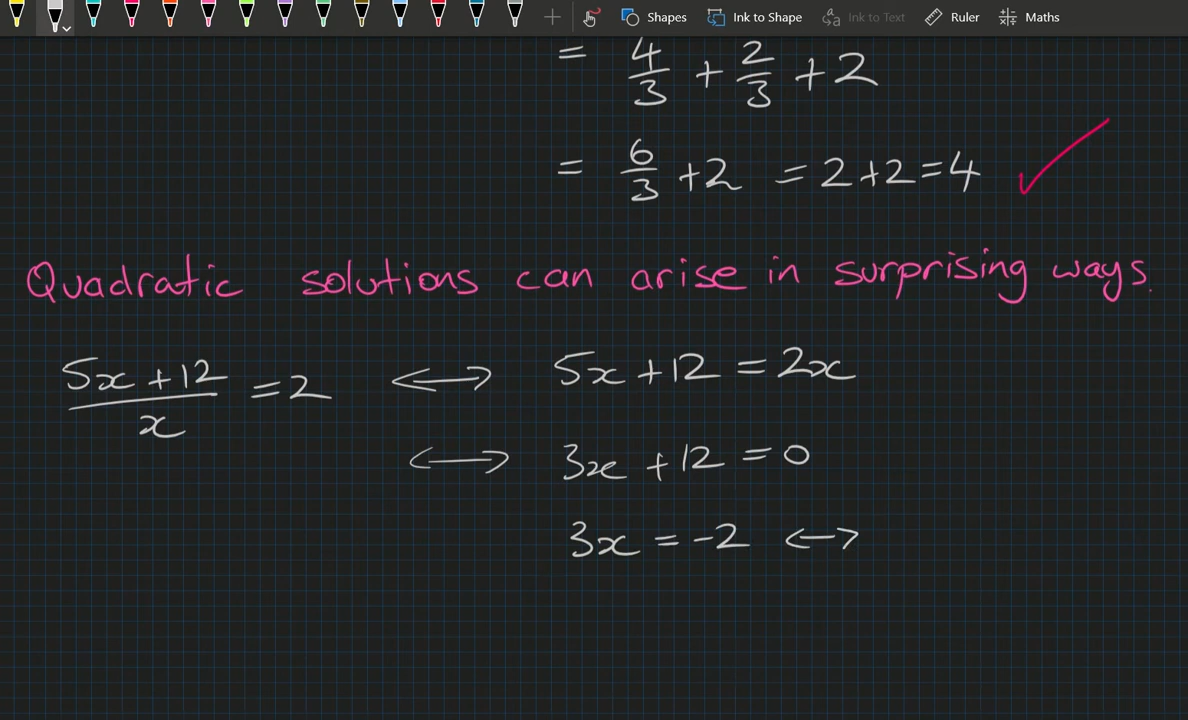 Shapes Ink to Shape Ink to Text Ruler Maths
= 4/3 + 2/3 + 2
= 6/3 + 2 = 2 + 2 = 4 ✓
Quadratic solutions can arise in surprising ways.
(5x + 12)/x = 2 ⟷ 5x + 12 = 2x
⟷ 3x + 12 = 0
3x = -2 ⟷